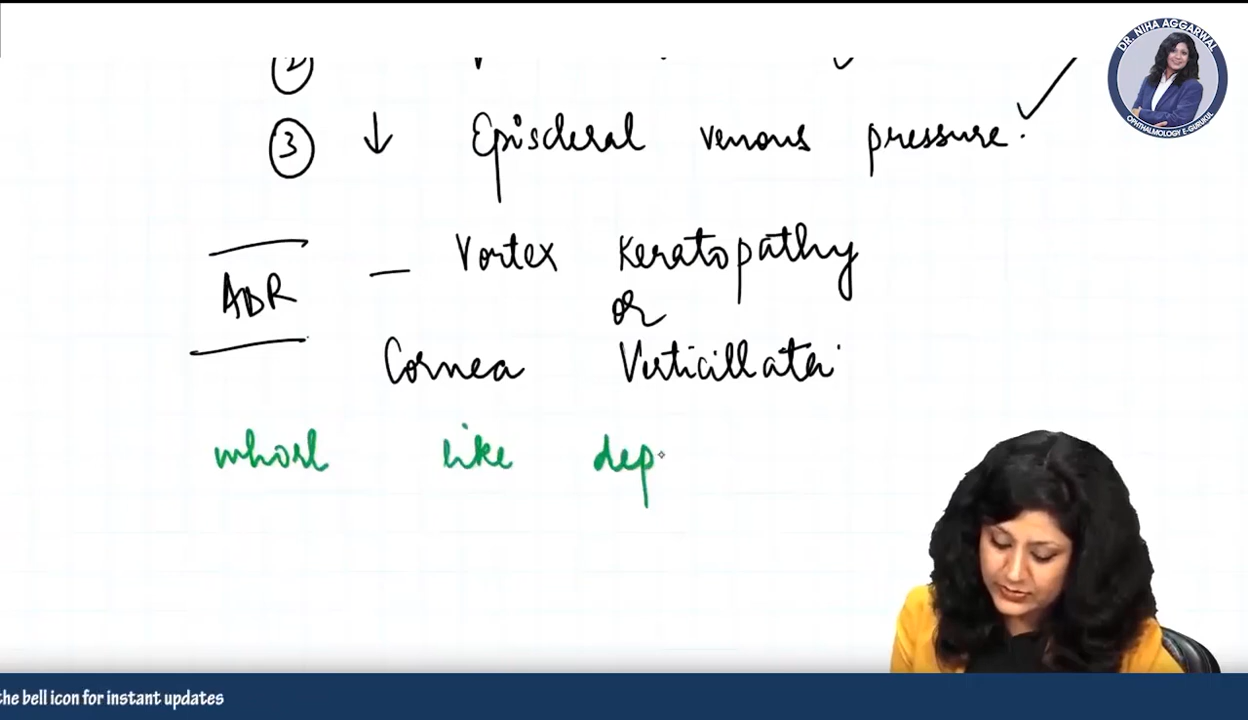 DR. NIHA AGGARWAL
OPHTHALMOLOGY E-GURUKUL
2
3 ↓ Episcleral venous pressure.
ADR — Vortex Keratopathy
or
Cornea Verticillata
whorl like dep
the bell icon for instant updates